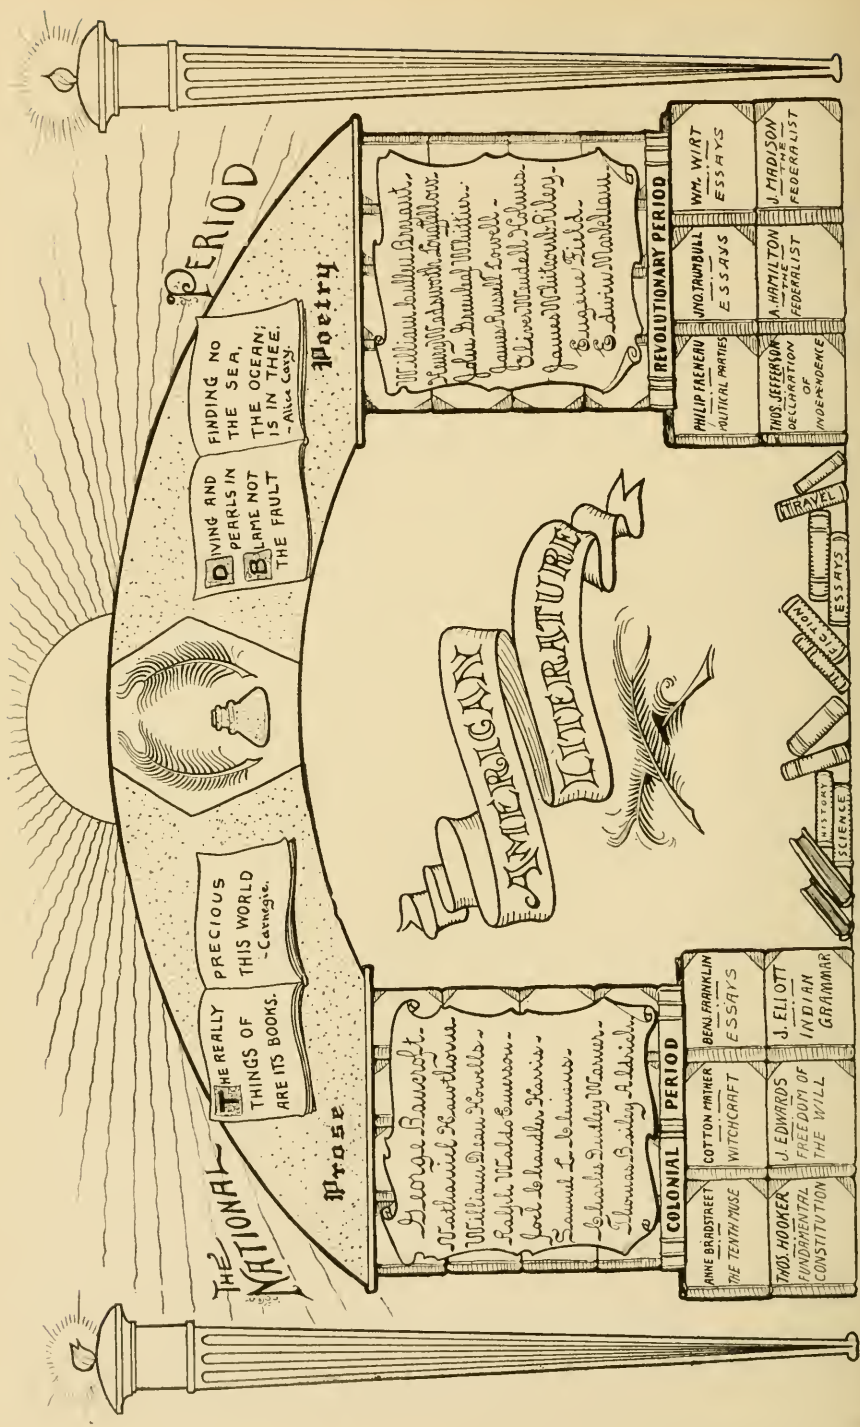 THE
NATIONAL
PERIOD
THE REALLY PRECIOUS
THINGS OF THIS WORLD
ARE ITS BOOKS. -Carnegie.
DIVING AND FINDING NO
PEARLS IN THE SEA,
BLAME NOT THE OCEAN;
THE FAULT IS IN THEE.
-Alice Cary.
Prose
Poetry
George Bancroft.
Nathaniel Hawthorne
William Dean Howells.
Ralph Waldo Emerson.
Joel Chandler Harris.
Samuel L. Clemens.
Charles Dudley Warner.
Thomas Bailey Aldrich.
William Cullen Bryant.
Henry Wadsworth Longfellow
John Greenleaf Whittier.
James Russell Lowell.
Oliver Wendell Holmes.
James Whitcomb Riley.
Eugene Field.
Edwin Markham.
AMERICAN
LITERATURE
COLONIAL PERIOD
ANNE BRADSTREET
THE TENTH MUSE
COTTON MATHER
WITCHCRAFT
BENJ. FRANKLIN
ESSAYS
THOS. HOOKER
FUNDAMENTAL
CONSTITUTION
J. EDWARDS
FREEDOM OF
THE WILL
J. ELIOTT
INDIAN
GRAMMAR
HISTORY
SCIENCE
FICTION
TRAVEL
ESSAYS
REVOLUTIONARY PERIOD
PHILIP FRENEAU
POLITICAL PARTIES
JNO. TRUMBULL
ESSAYS
WM. WIRT
ESSAYS
THOS. JEFFERSON
DECLARATION
OF
INDEPENDENCE
A. HAMILTON
THE
FEDERALIST
J. MADISON
THE
FEDERALIST